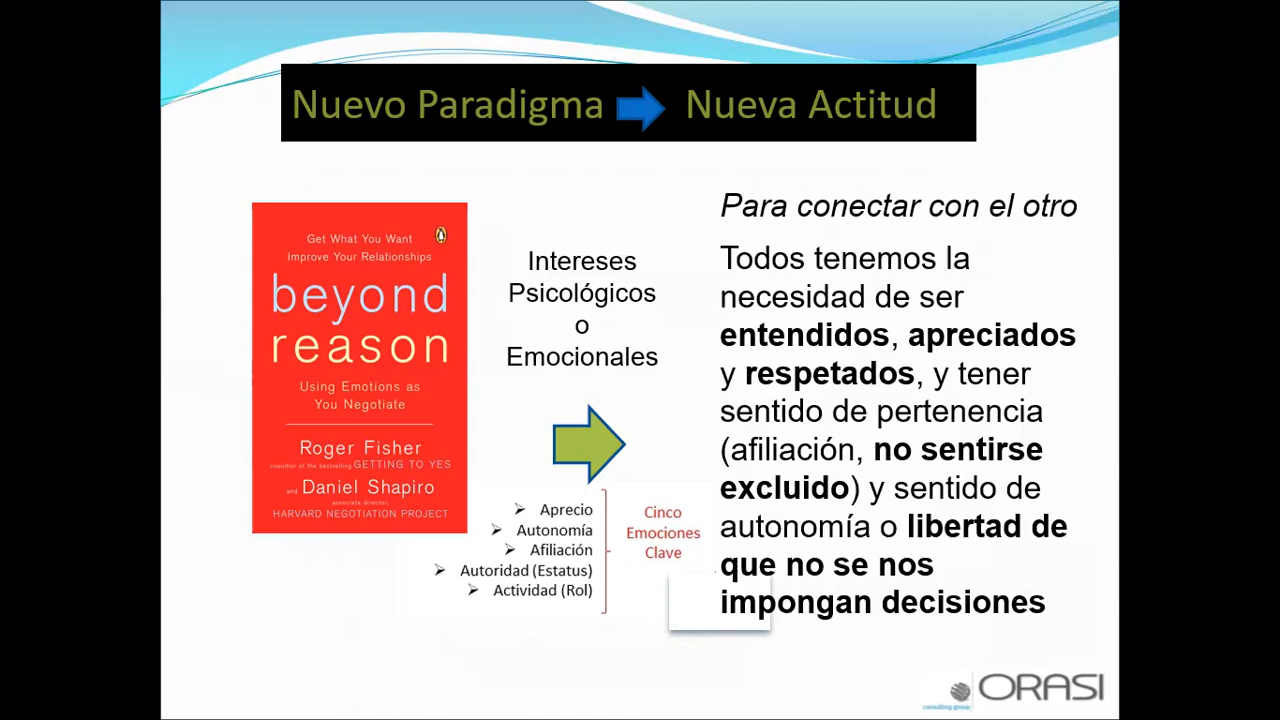 Nuevo Paradigma Nueva Actitud
Get What You Want
Improve Your Relationships
beyond
reason
Using Emotions as
You Negotiate
Roger Fisher
coauthor of the bestselling GETTING TO YES
and Daniel Shapiro
associate director,
HARVARD NEGOTIATION PROJECT
Intereses
Psicológicos
o
Emocionales
Aprecio
Autonomía
Afiliación
Autoridad (Estatus)
Actividad (Rol)
Cinco
Emociones
Clave
Para conectar con el otro
Todos tenemos la
necesidad de ser
entendidos, apreciados
y respetados, y tener
sentido de pertenencia
(afiliación, no sentirse
excluido) y sentido de
autonomía o libertad de
que no se nos
impongan decisiones
ORASI
consulting group